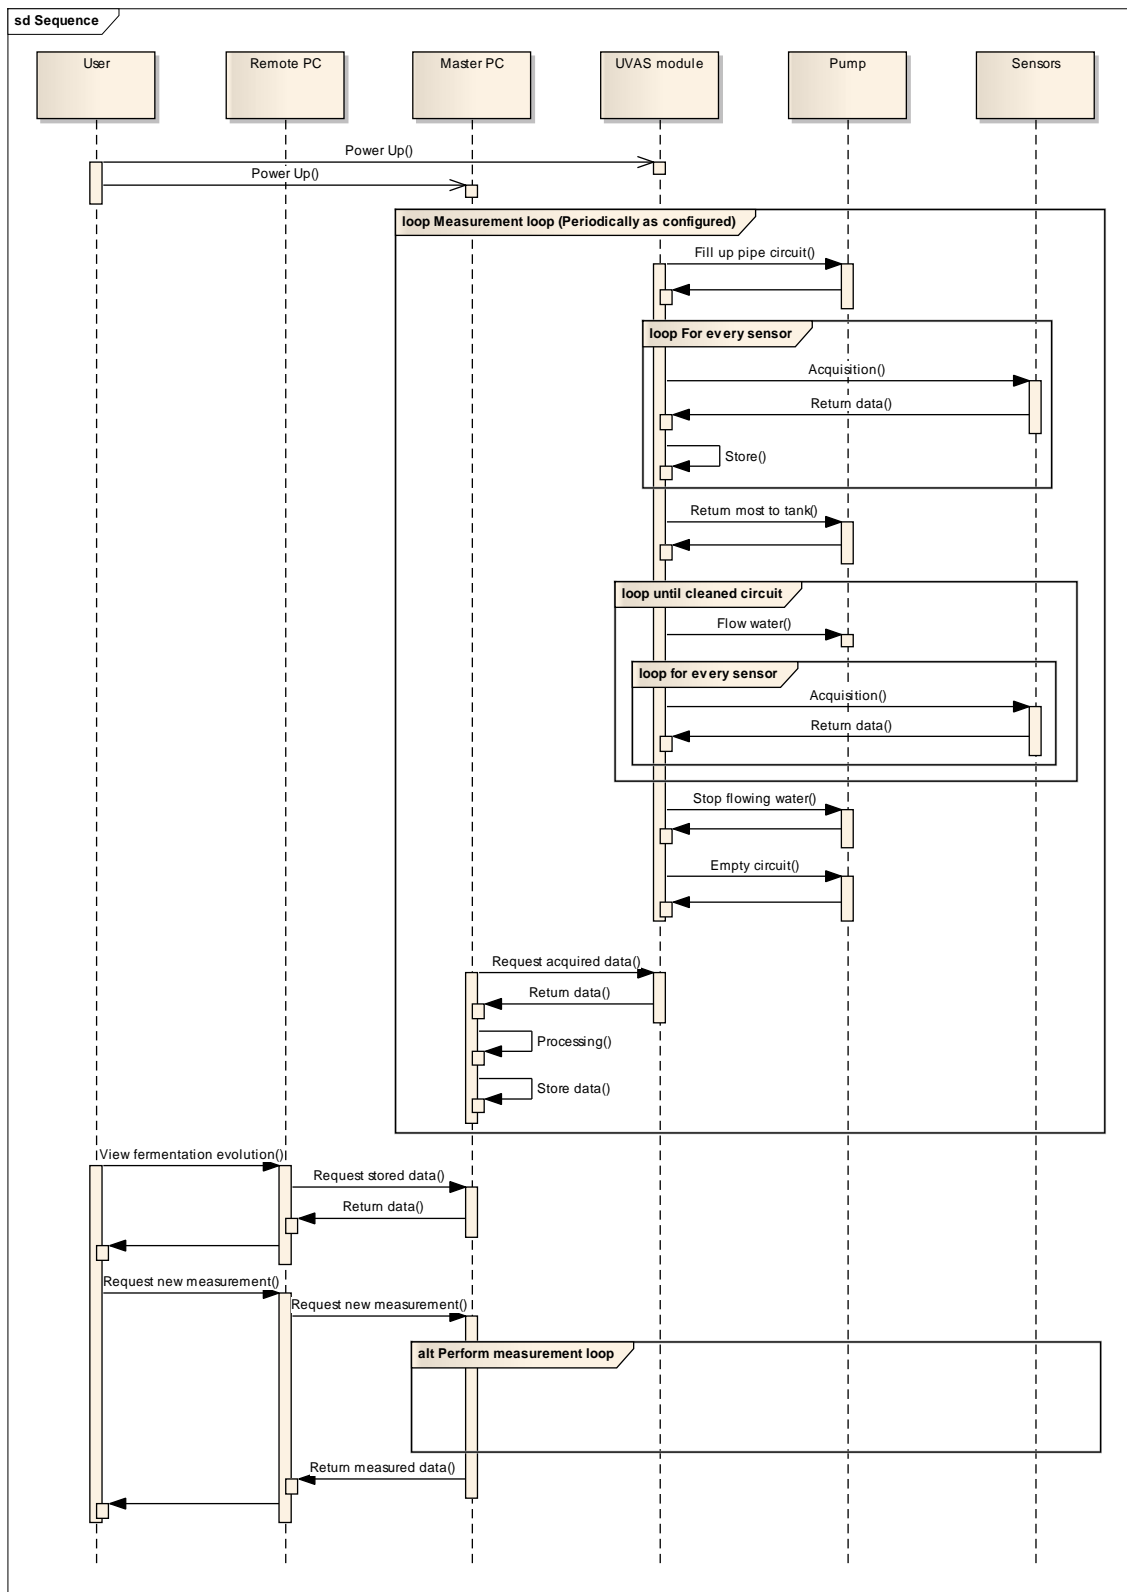 sd Sequence
User
Remote PC
Master PC
UVAS module
Pump
Sensors
Power Up()
Power Up()
loop Measurement loop (Periodically as configured)
Fill up pipe circuit()
loop For every sensor
Acquisition()
Return data()
Store()
Return most to tank()
loop until cleaned circuit
Flow water()
loop for every sensor
Acquisition()
Return data()
Stop flowing water()
Empty circuit()
Request acquired data()
Return data()
Processing()
Store data()
View fermentation evolution()
Request stored data()
Return data()
Request new measurement()
Request new measurement()
alt Perform measurement loop
Return measured data()